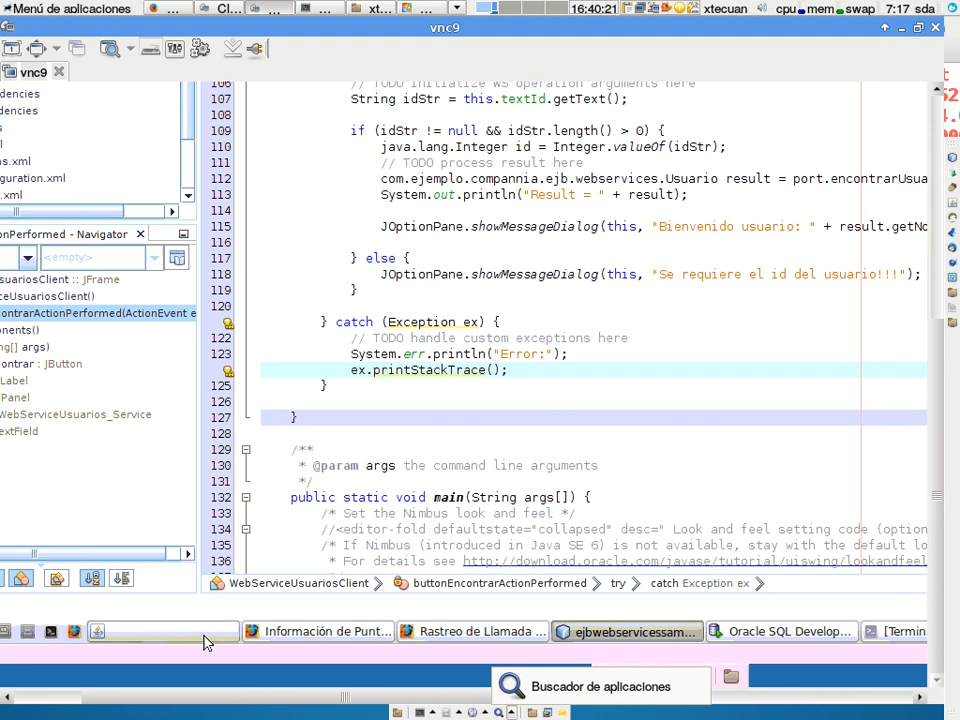 Menú de aplicaciones
...
Cl...
...
...
xt...
...
16:40:21
xtecuan
cpu
mem
swap
7:17
sda
vnc9
vnc9
dencies
dencies
s
l
ns.xml
guration.xml
.xml
onPerformed - Navigator
<empty>
suariosClient :: JFrame
ceUsuariosClient()
ontrarActionPerformed(ActionEvent e
onents()
ng[] args)
contrar : JButton
Label
Panel
WebServiceUsuarios_Service
extField
106 // TODO initialize WS operation arguments here
107 String idStr = this.textId.getText();
108
109 if (idStr != null && idStr.length() > 0) {
110 java.lang.Integer id = Integer.valueOf(idStr);
111 // TODO process result here
112 com.ejemplo.compannia.ejb.webservices.Usuario result = port.encontrarUsua
113 System.out.println("Result = " + result);
114
115 JOptionPane.showMessageDialog(this, "Bienvenido usuario: " + result.getNo
116
117 } else {
118 JOptionPane.showMessageDialog(this, "Se requiere el id del usuario!!!");
119 }
120
} catch (Exception ex) {
122 // TODO handle custom exceptions here
123 System.err.println("Error:");
ex.printStackTrace();
125 }
126
127 }
128
129 /**
130 * @param args the command line arguments
131 */
132 public static void main(String args[]) {
133 /* Set the Nimbus look and feel */
134 //<editor-fold defaultstate="collapsed" desc=" Look and feel setting code (option
135 /* If Nimbus (introduced in Java SE 6) is not available, stay with the default lo
136 * For details see http://download.oracle.com/javase/tutorial/uiswing/lookandfeel
WebServiceUsuariosClient
buttonEncontrarActionPerformed
try
catch Exception ex
Información de Punt...
Rastreo de Llamada ...
ejbwebservicessam...
Oracle SQL Develop...
[Termin
Buscador de aplicaciones